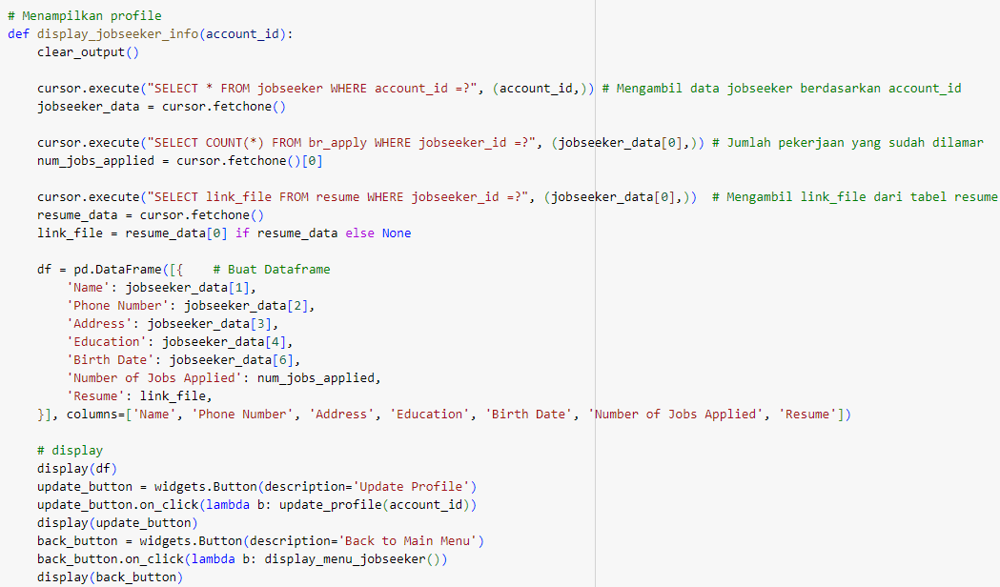 # Menampilkan profile
def display_jobseeker_info(account_id):
    clear_output()

    cursor.execute("SELECT * FROM jobseeker WHERE account_id =?", (account_id,)) # Mengambil data jobseeker berdasarkan account_id
    jobseeker_data = cursor.fetchone()

    cursor.execute("SELECT COUNT(*) FROM br_apply WHERE jobseeker_id =?", (jobseeker_data[0],)) # Jumlah pekerjaan yang sudah dilamar
    num_jobs_applied = cursor.fetchone()[0]

    cursor.execute("SELECT link_file FROM resume WHERE jobseeker_id =?", (jobseeker_data[0],))  # Mengambil link_file dari tabel resume
    resume_data = cursor.fetchone()
    link_file = resume_data[0] if resume_data else None

    df = pd.DataFrame([{    # Buat Dataframe
        'Name': jobseeker_data[1],
        'Phone Number': jobseeker_data[2],
        'Address': jobseeker_data[3],
        'Education': jobseeker_data[4],
        'Birth Date': jobseeker_data[6],
        'Number of Jobs Applied': num_jobs_applied,
        'Resume': link_file,
    }], columns=['Name', 'Phone Number', 'Address', 'Education', 'Birth Date', 'Number of Jobs Applied', 'Resume'])

    # display
    display(df)
    update_button = widgets.Button(description='Update Profile')
    update_button.on_click(lambda b: update_profile(account_id))
    display(update_button)
    back_button = widgets.Button(description='Back to Main Menu')
    back_button.on_click(lambda b: display_menu_jobseeker())
    display(back_button)